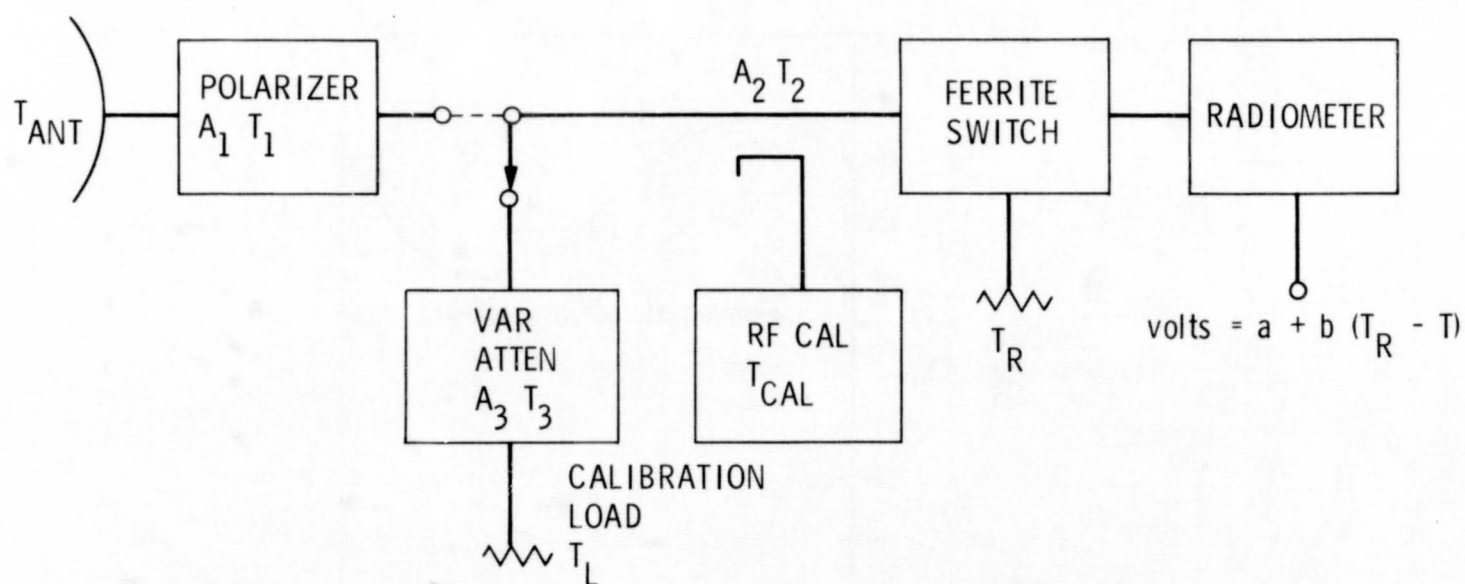 T_ANT
POLARIZER
A_1 T_1
A_2 T_2
FERRITE
SWITCH
RADIOMETER
VAR
ATTEN
A_3 T_3
RF CAL
T_CAL
T_R
volts = a + b (T_R - T)
CALIBRATION
LOAD
T_L